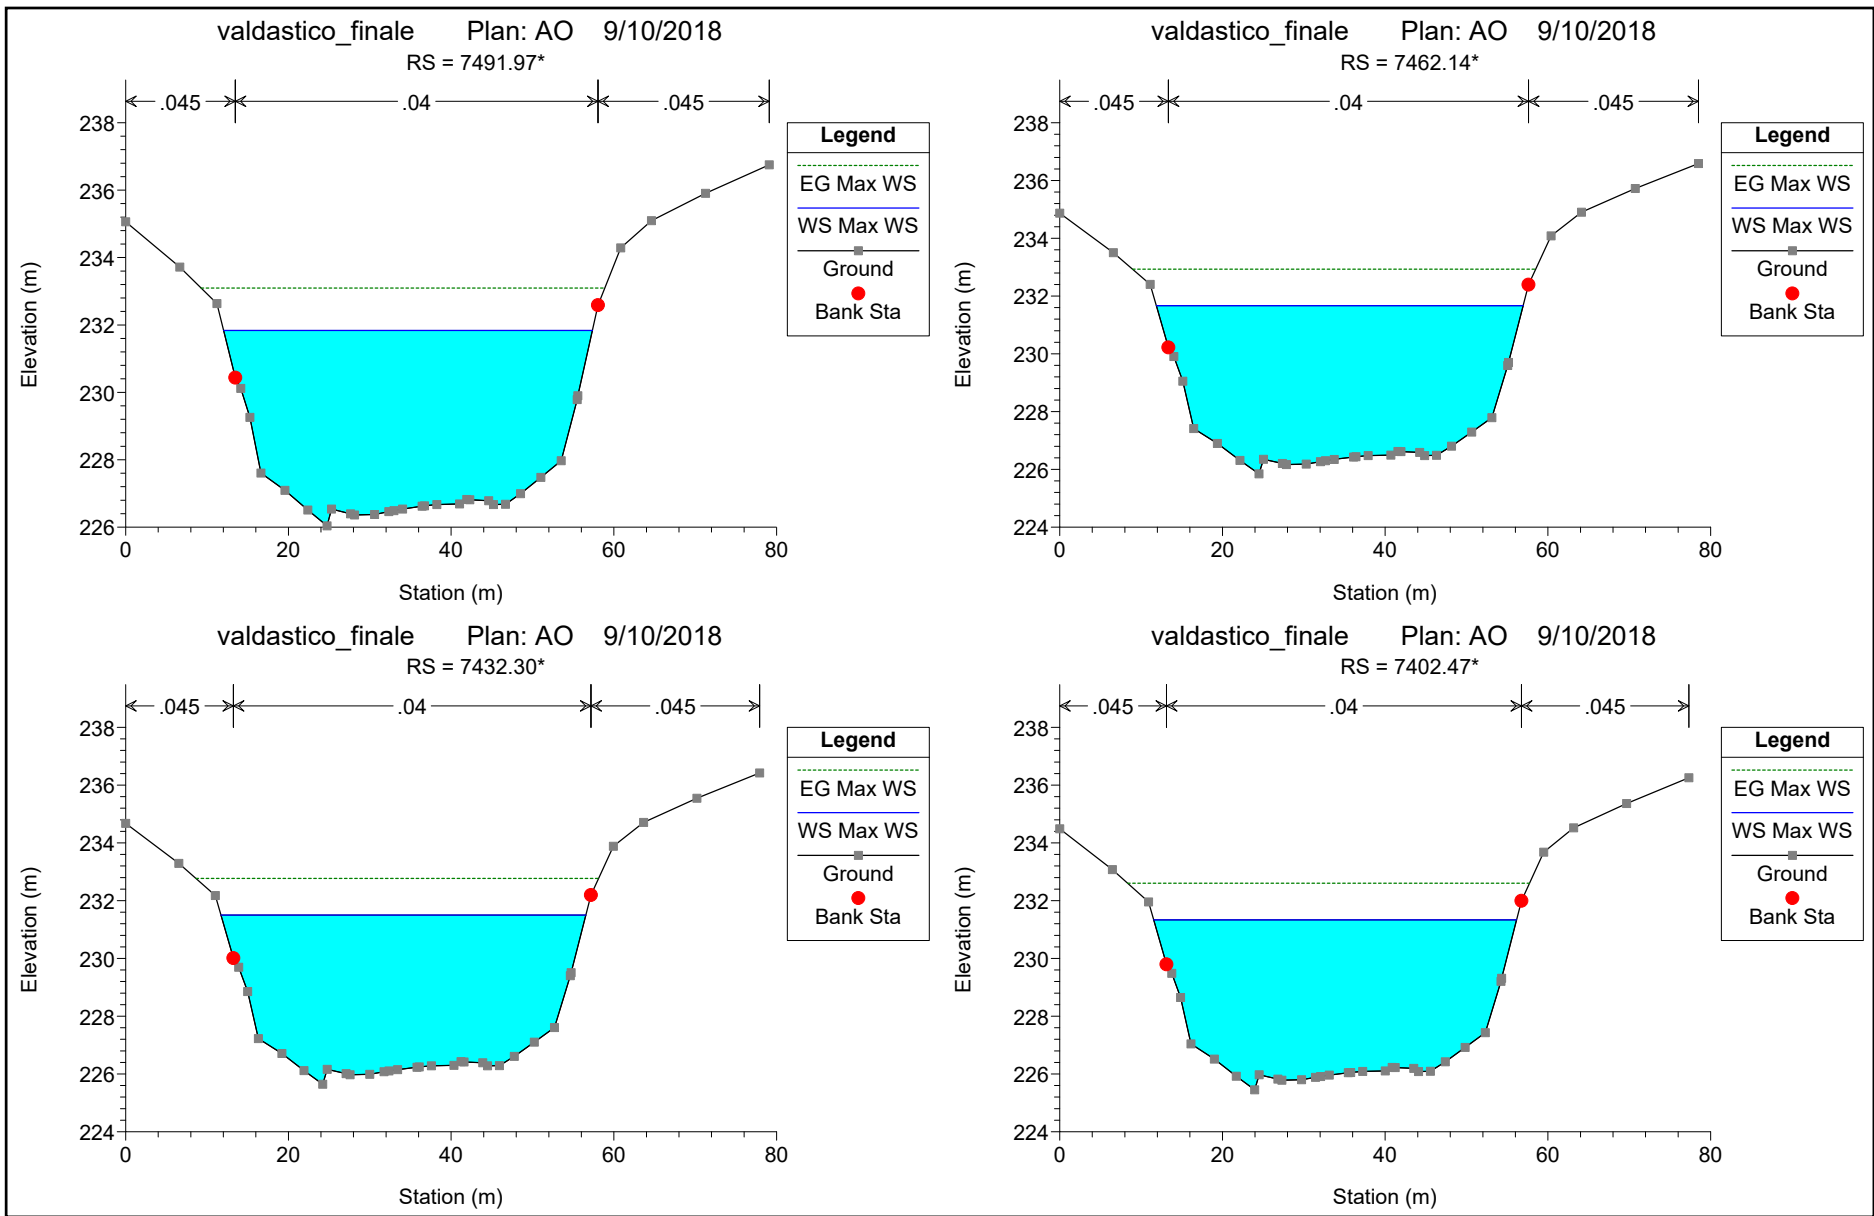 valdastico_finale Plan: AO 9/10/2018
RS = 7491.97*
.045 .04 .045
238
236
234
232
230
228
226
0 20 40 60 80
Elevation (m)
Station (m)
Legend
EG Max WS
WS Max WS
Ground
Bank Sta
valdastico_finale Plan: AO 9/10/2018
RS = 7462.14*
.045 .04 .045
238
236
234
232
230
228
226
224
0 20 40 60 80
Elevation (m)
Station (m)
Legend
EG Max WS
WS Max WS
Ground
Bank Sta
valdastico_finale Plan: AO 9/10/2018
RS = 7432.30*
.045 .04 .045
238
236
234
232
230
228
226
224
0 20 40 60 80
Elevation (m)
Station (m)
Legend
EG Max WS
WS Max WS
Ground
Bank Sta
valdastico_finale Plan: AO 9/10/2018
RS = 7402.47*
.045 .04 .045
238
236
234
232
230
228
226
224
0 20 40 60 80
Elevation (m)
Station (m)
Legend
EG Max WS
WS Max WS
Ground
Bank Sta